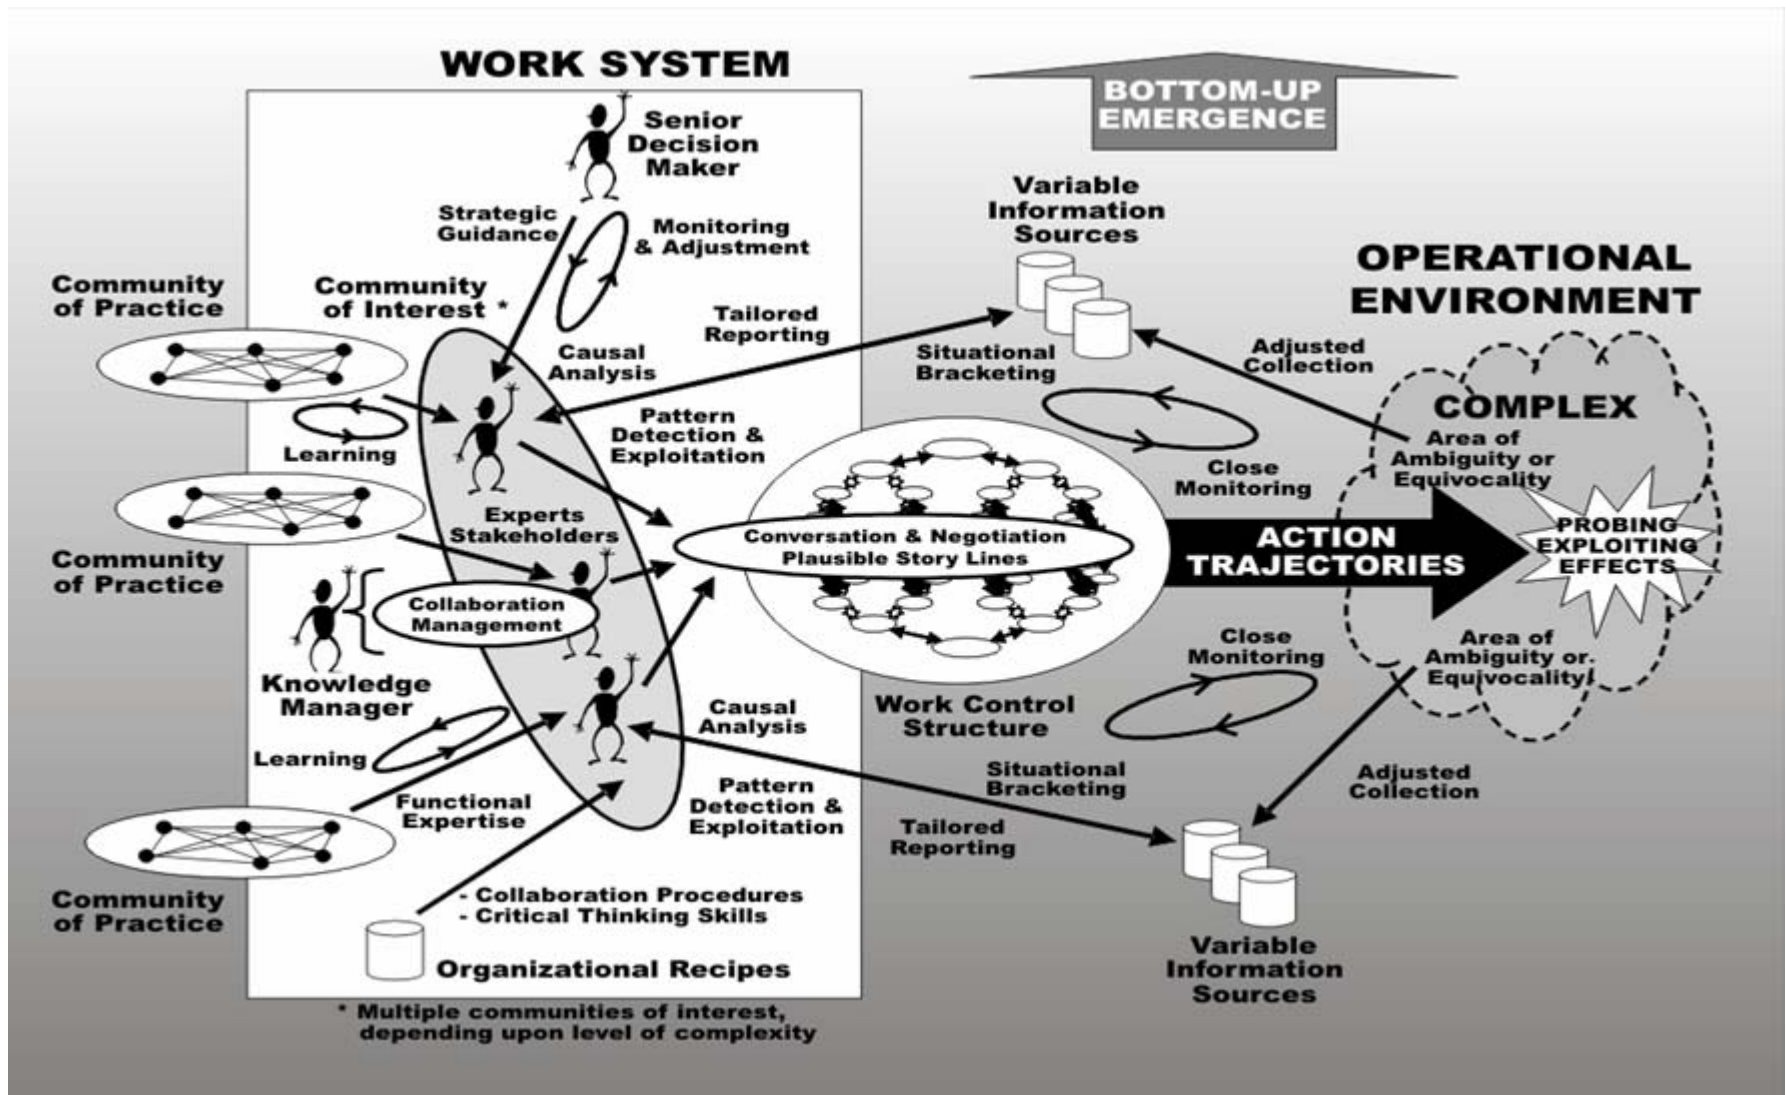 WORK SYSTEM
BOTTOM-UP
EMERGENCE
Senior
Decision
Maker
Strategic
Guidance
Monitoring
& Adjustment
Variable
Information
Sources
OPERATIONAL
ENVIRONMENT
Community
of Practice
Community
of Interest *
Tailored
Reporting
Causal
Analysis
Situational
Bracketing
Adjusted
Collection
COMPLEX
Area of
Ambiguity or
Equivocality
Pattern
Detection &
Exploitation
Learning
Close
Monitoring
Experts
Stakeholders
Conversation & Negotiation
Plausible Story Lines
ACTION
TRAJECTORIES
PROBING
EXPLOITING
EFFECTS
Community
of Practice
Collaboration
Management
Close
Monitoring
Area of
Ambiguity or
Equivocality
Knowledge
Manager
Causal
Analysis
Work Control
Structure
Learning
Functional
Expertise
Pattern
Detection &
Exploitation
Situational
Bracketing
Adjusted
Collection
Tailored
Reporting
Community
of Practice
- Collaboration Procedures
- Critical Thinking Skills
Organizational Recipes
Variable
Information
Sources
* Multiple communities of interest,
depending upon level of complexity